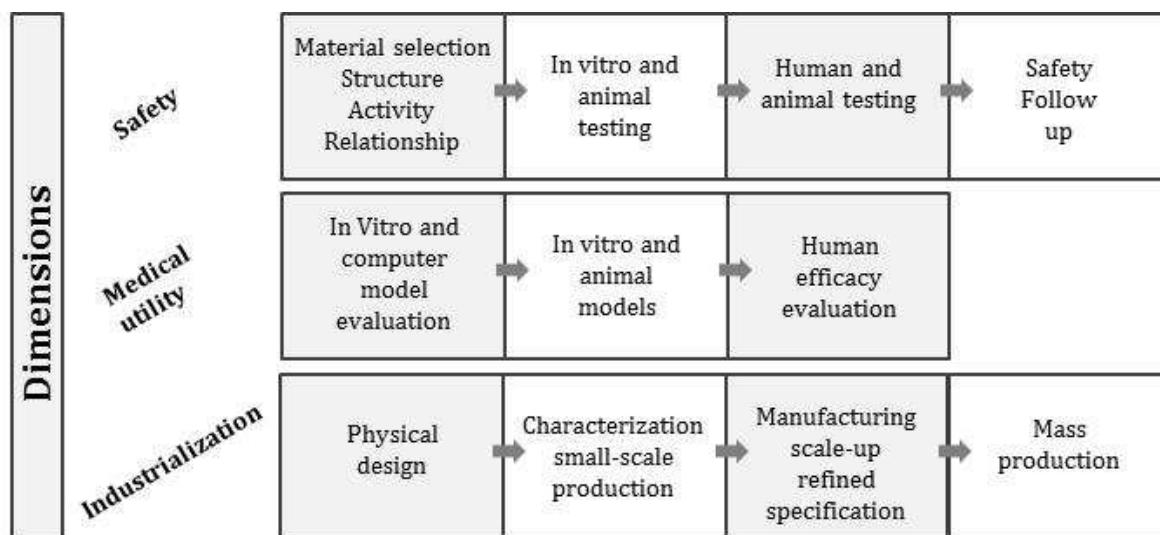 Dimensions
Safety
Material selection
Structure
Activity
Relationship
In vitro and
animal
testing
Human and
animal testing
Safety
Follow
up
Medical
utility
In Vitro and
computer
model
evaluation
In vitro and
animal
models
Human
efficacy
evaluation
Industrialization
Physical
design
Characterization
small-scale
production
Manufacturing
scale-up
refined
specification
Mass
production